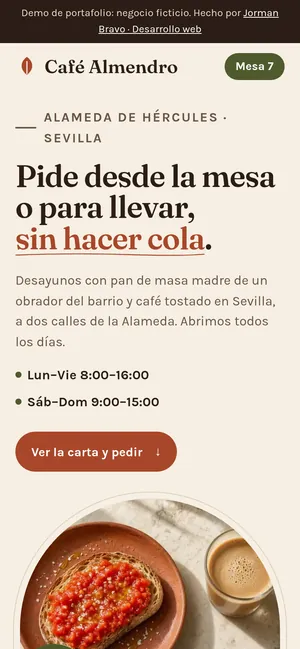 Demo de portafolio: negocio ficticio. Hecho por Jorman
Bravo · Desarrollo web
Café Almendro
Mesa 7
ALAMEDA DE HÉRCULES ·
SEVILLA
Pide desde la mesa
o para llevar,
sin hacer cola.
Desayunos con pan de masa madre de un
obrador del barrio y café tostado en Sevilla,
a dos calles de la Alameda. Abrimos todos
los días.
Lun–Vie 8:00–16:00
Sáb–Dom 9:00–15:00
Ver la carta y pedir ↓